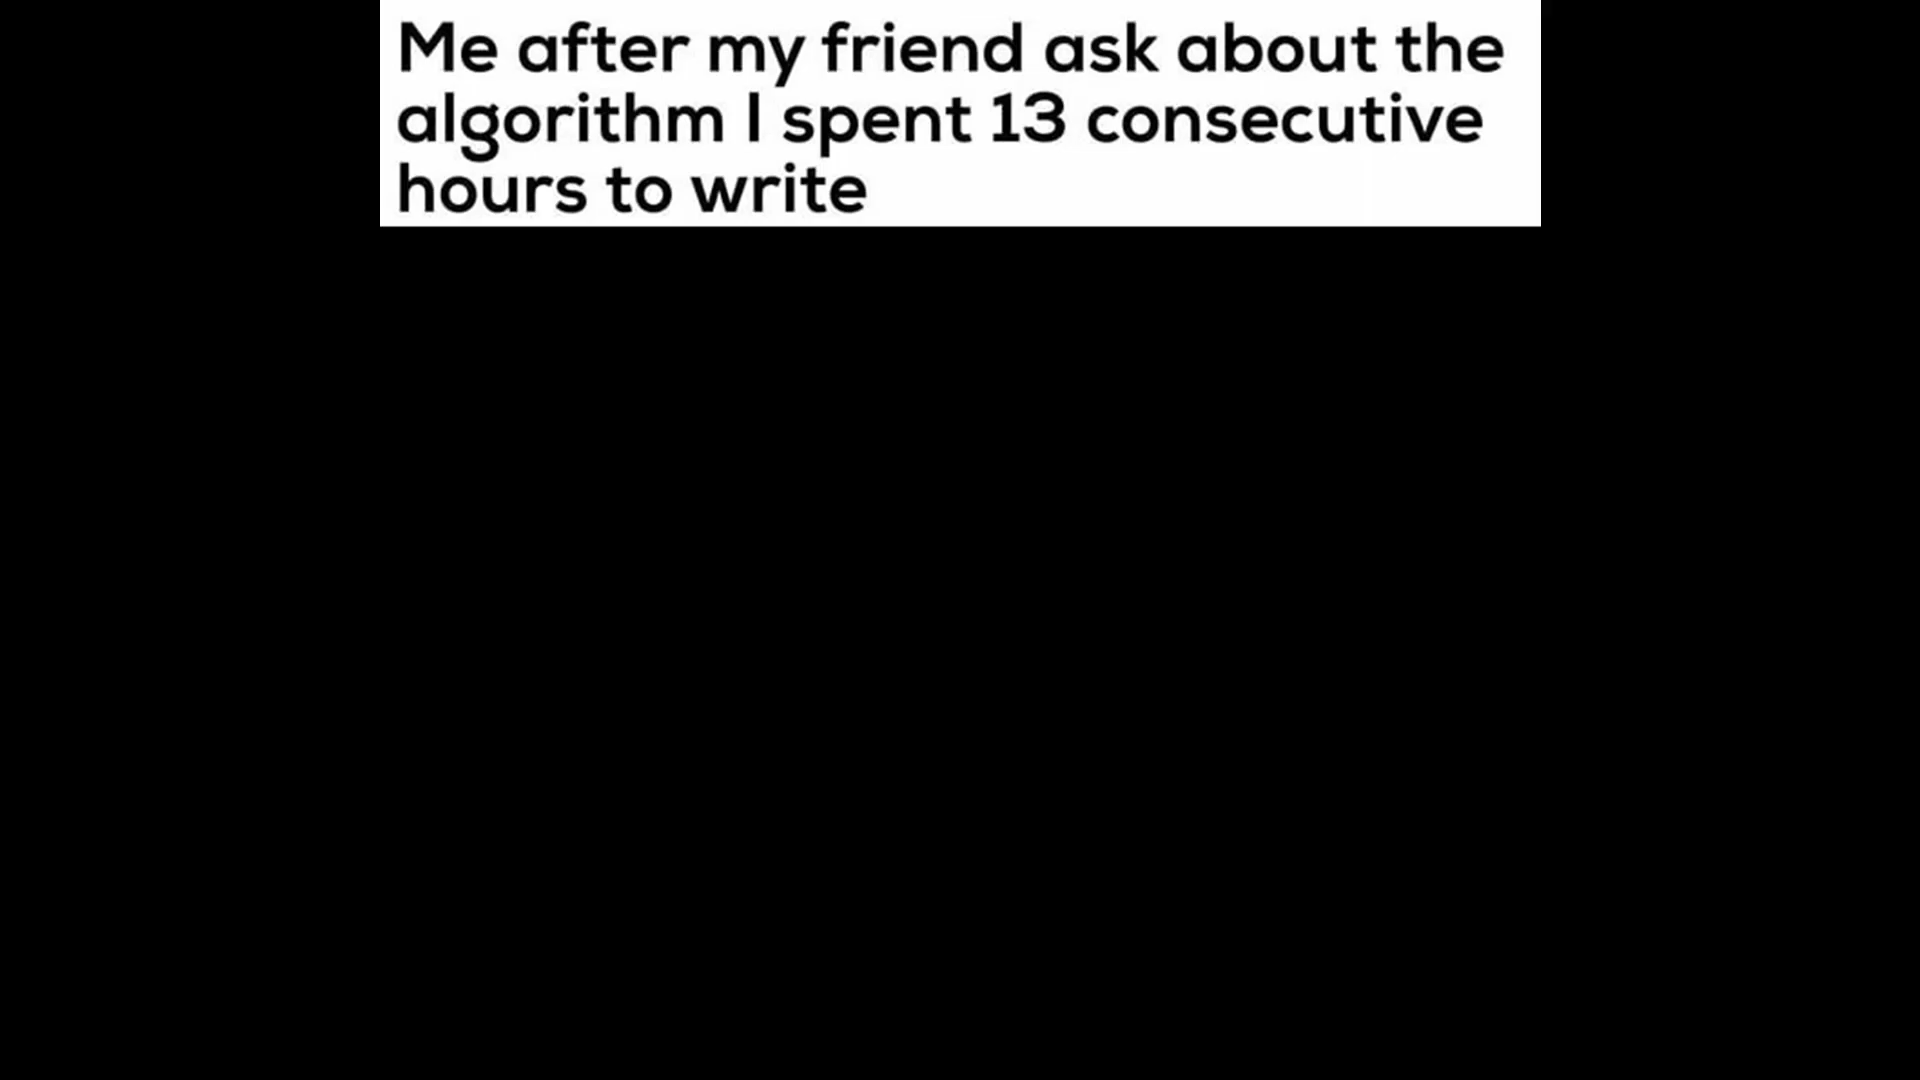 Me after my friend ask about the
algorithm I spent 13 consecutive
hours to write